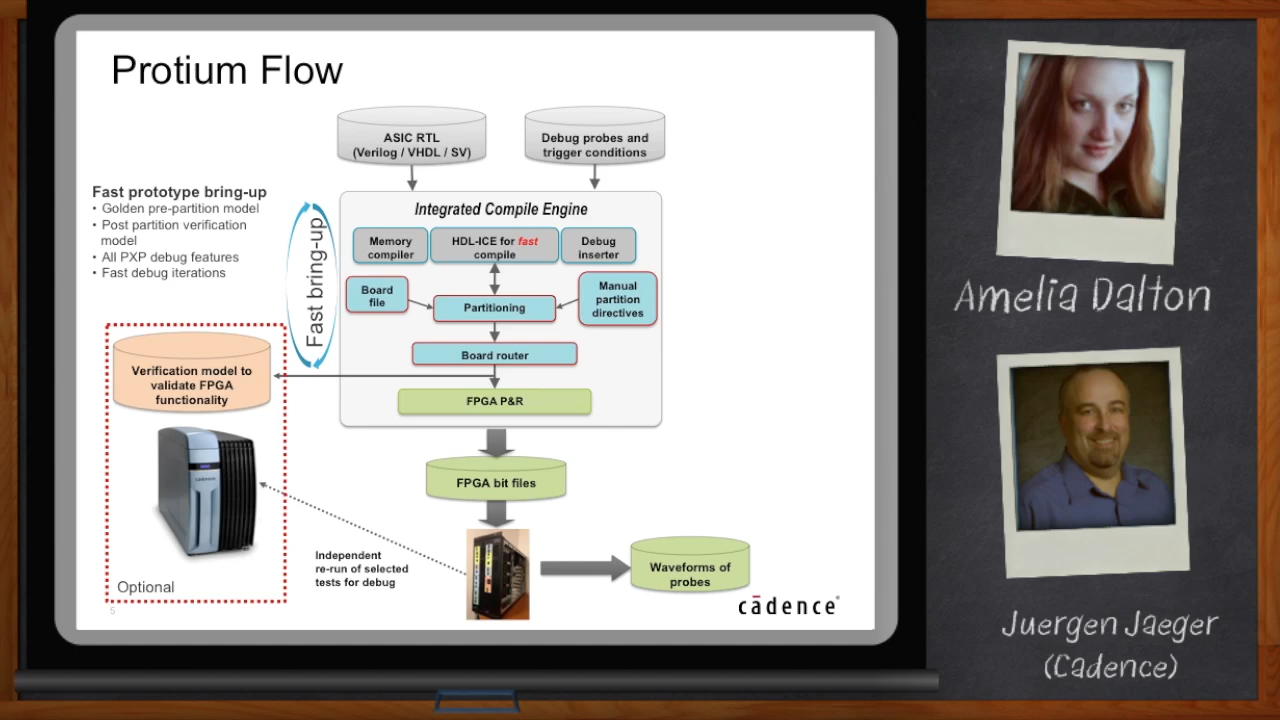 Protium Flow
ASIC RTL
(Verilog / VHDL / SV)
Debug probes and
trigger conditions
Fast prototype bring-up
• Golden pre-partition model
• Post partition verification
model
• All PXP debug features
• Fast debug iterations
Fast bring-up
Integrated Compile Engine
Memory
compiler
HDL-ICE for fast
compile
Debug
inserter
Board
file
Partitioning
Manual
partition
directives
Board router
FPGA P&R
Verification model to
validate FPGA
functionality
cādence
Optional
FPGA bit files
Independent
re-run of selected
tests for debug
Waveforms of
probes
5
cādence®
Amelia Dalton
Juergen Jaeger
(Cadence)